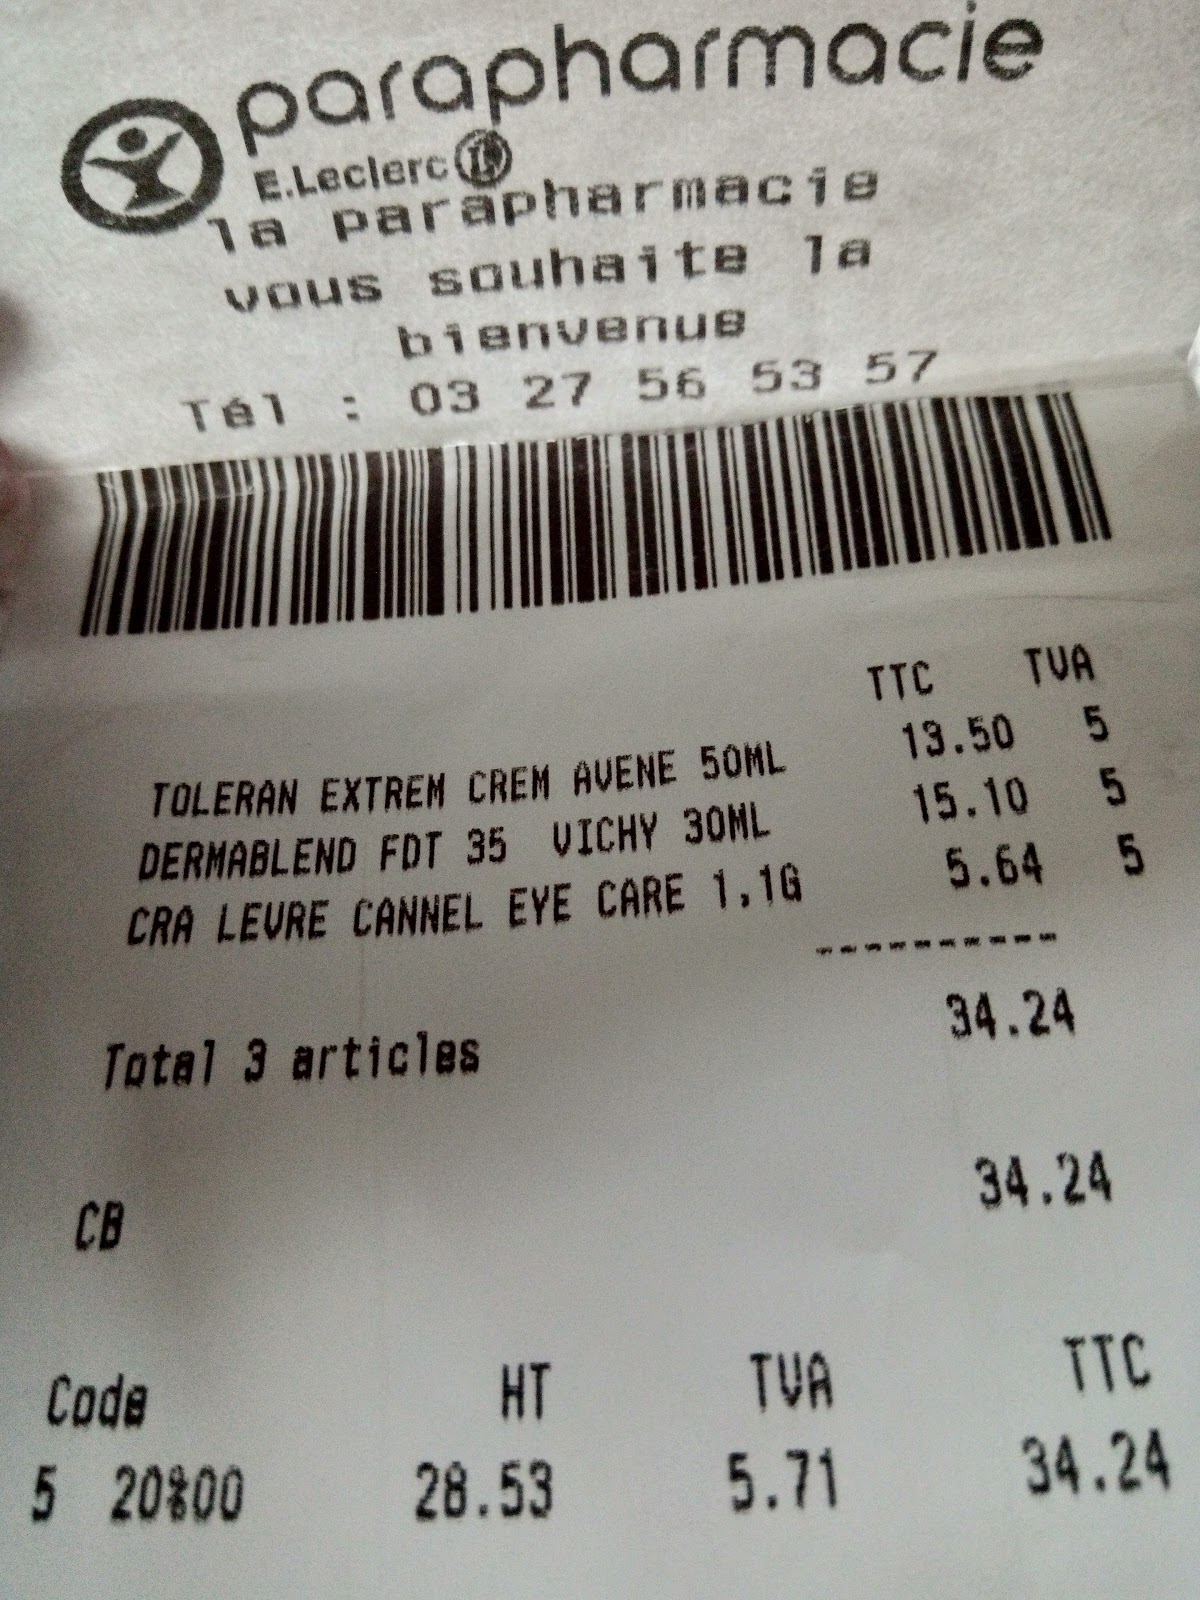 parapharmacie
E.Leclerc L
la parapharmacie
vous souhaite la
bienvenue
Tél : 03 27 56 53 57
TTC TVA
TOLERAN EXTREM CREM AVENE 50ML 13.50 5
DERMABLEND FDT 35 VICHY 30ML 15.10 5
CRA LEVRE CANNEL EYE CARE 1,1G 5.64 5
----------
Total 3 articles 34.24
CB 34.24
Code HT TVA TTC
5 20%00 28.53 5.71 34.24